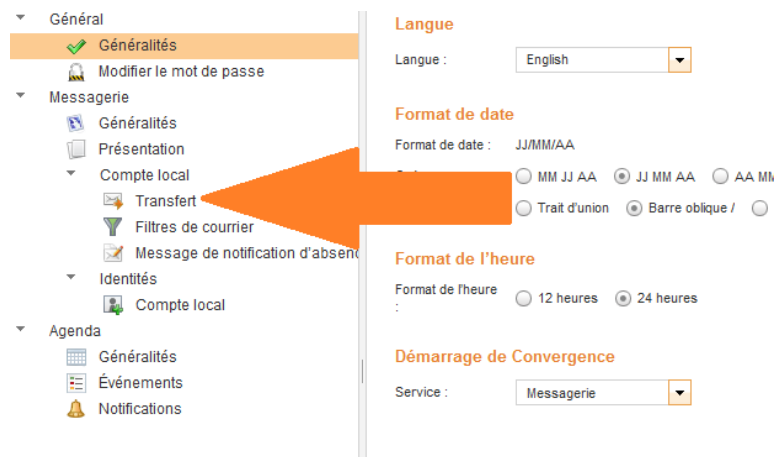 Général
Généralités
Modifier le mot de passe
Messagerie
Généralités
Présentation
Compte local
Transfert
Filtres de courrier
Message de notification d'absen
Identités
Compte local
Agenda
Généralités
Événements
Notifications
Langue
Langue : English
Format de date
Format de date : JJ/MM/AA
MM JJ AA JJ MM AA AA MM
Trait d'union Barre oblique /
Format de l'heure
Format de l'heure : 12 heures 24 heures
Démarrage de Convergence
Service : Messagerie